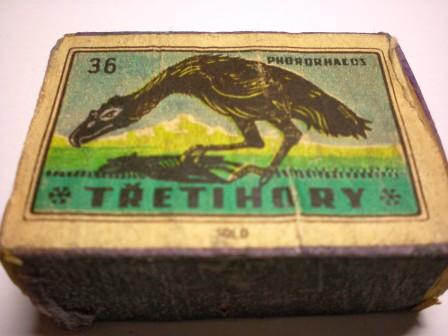 36 PHORORHACOS
* TŘETIHORY *
SOLO